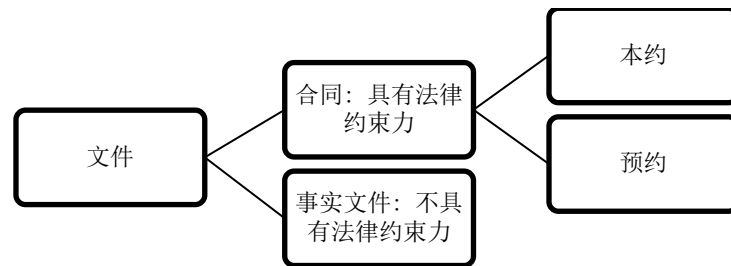 文件
合同：具有法律
约束力
事实文件：不具
有法律约束力
本约
预约